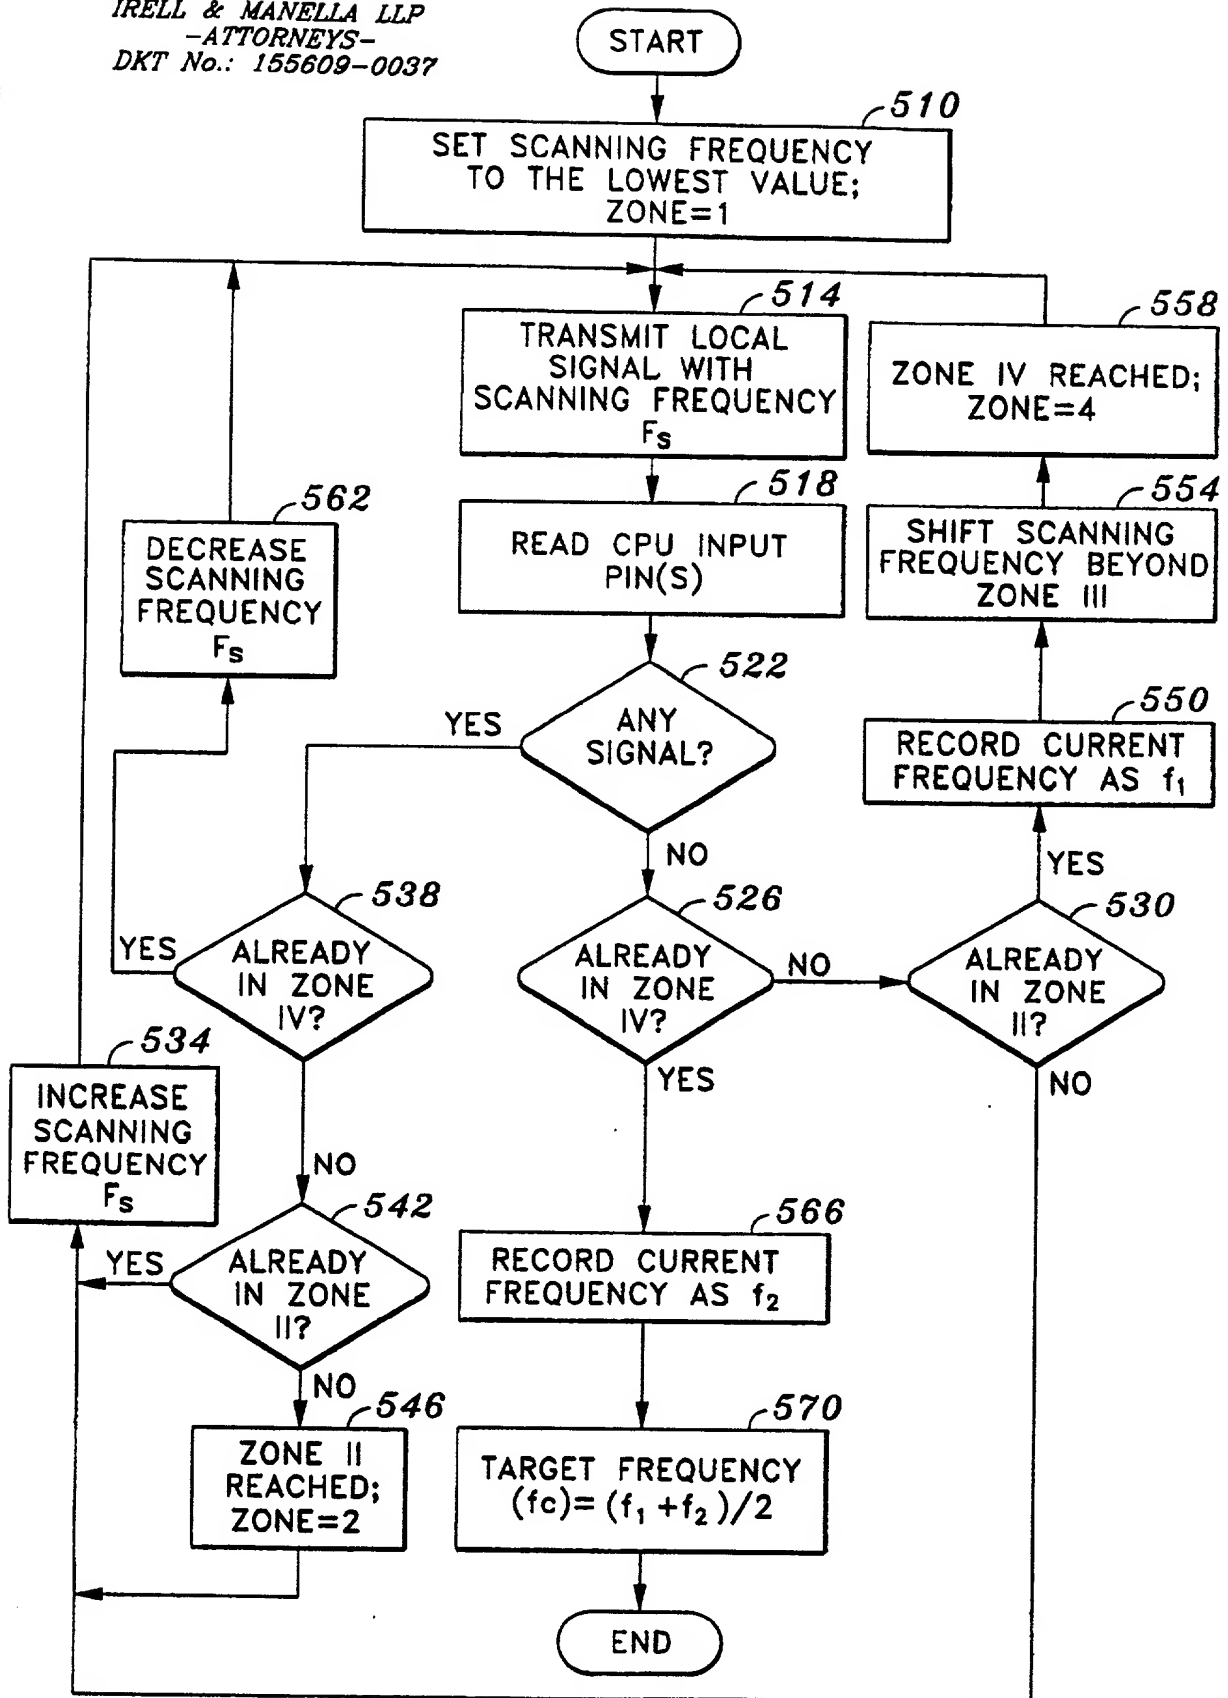 IRELL & MANELLA LLP
-ATTORNEYS-
DKT No.: 155609-0037
START
510
SET SCANNING FREQUENCY
TO THE LOWEST VALUE;
ZONE=1
514
TRANSMIT LOCAL
SIGNAL WITH
SCANNING FREQUENCY
Fs
558
ZONE IV REACHED;
ZONE=4
518
READ CPU INPUT
PIN(S)
554
SHIFT SCANNING
FREQUENCY BEYOND
ZONE III
562
DECREASE
SCANNING
FREQUENCY
Fs
522
ANY
SIGNAL?
YES
NO
550
RECORD CURRENT
FREQUENCY AS f₁
YES
538
ALREADY
IN ZONE
IV?
YES
NO
526
ALREADY
IN ZONE
IV?
NO
YES
530
ALREADY
IN ZONE
II?
NO
534
INCREASE
SCANNING
FREQUENCY
Fs
542
ALREADY
IN ZONE
II?
YES
NO
566
RECORD CURRENT
FREQUENCY AS f₂
546
ZONE II
REACHED;
ZONE=2
570
TARGET FREQUENCY
(fc)= (f₁ +f₂ )/2
END